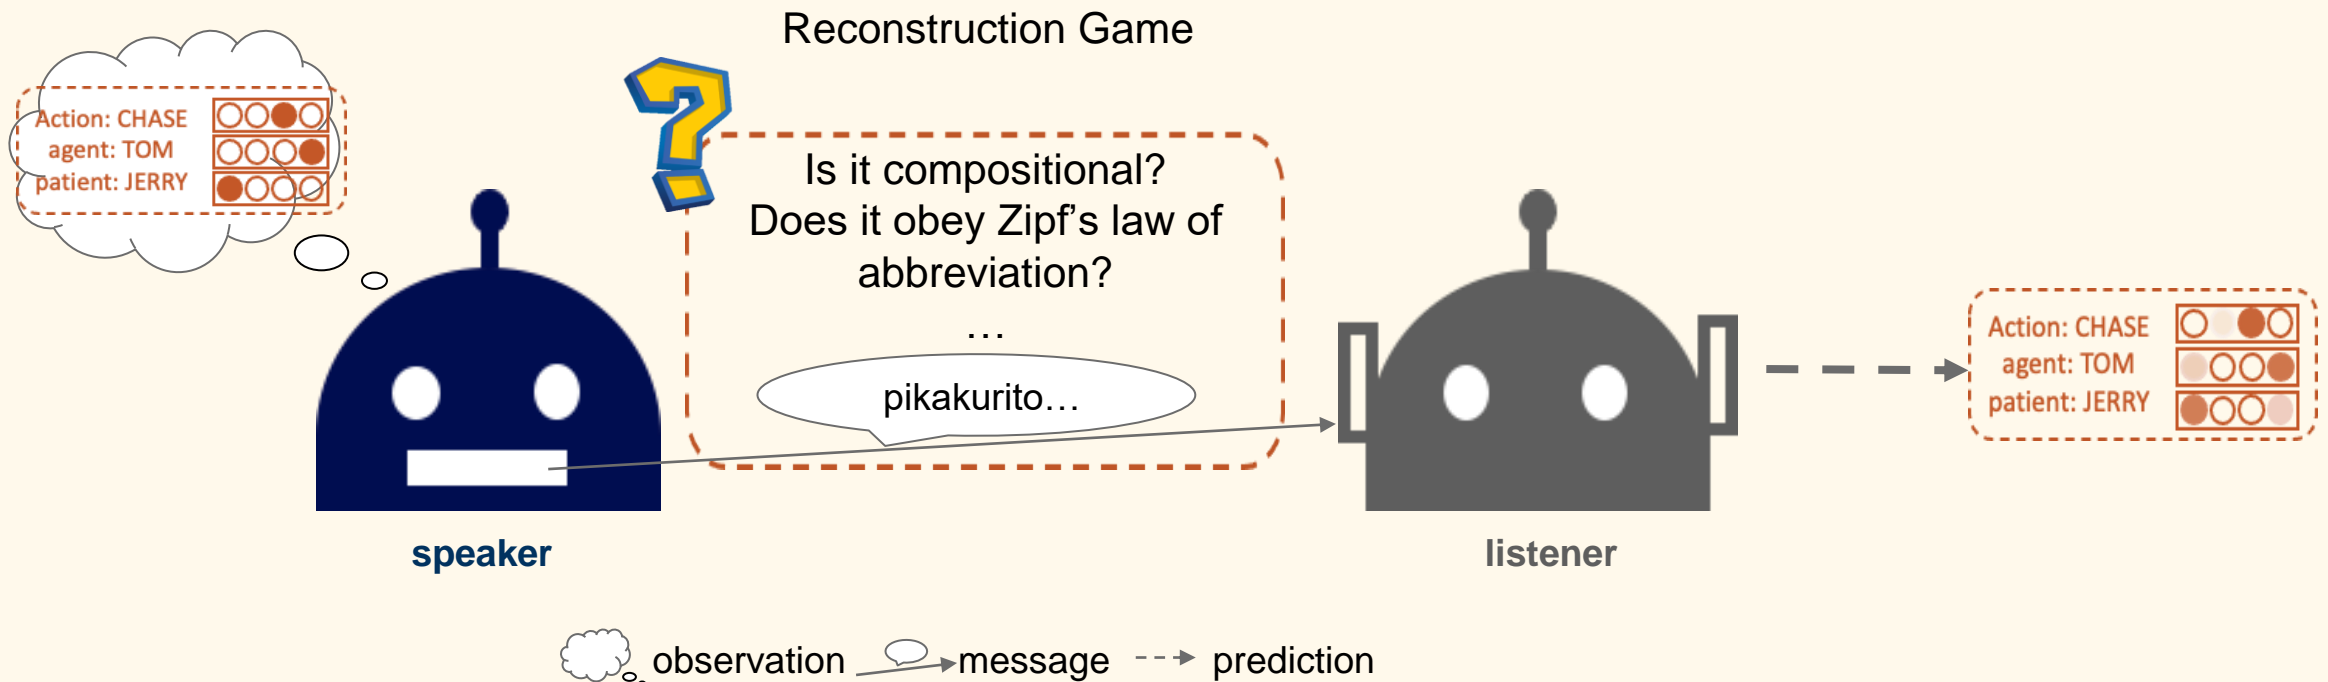 Reconstruction Game
Action: CHASE
agent: TOM
patient: JERRY
Is it compositional?
Does it obey Zipf’s law of
abbreviation?
…
pikakurito…
Action: CHASE
agent: TOM
patient: JERRY
speaker
listener
observation
message
prediction